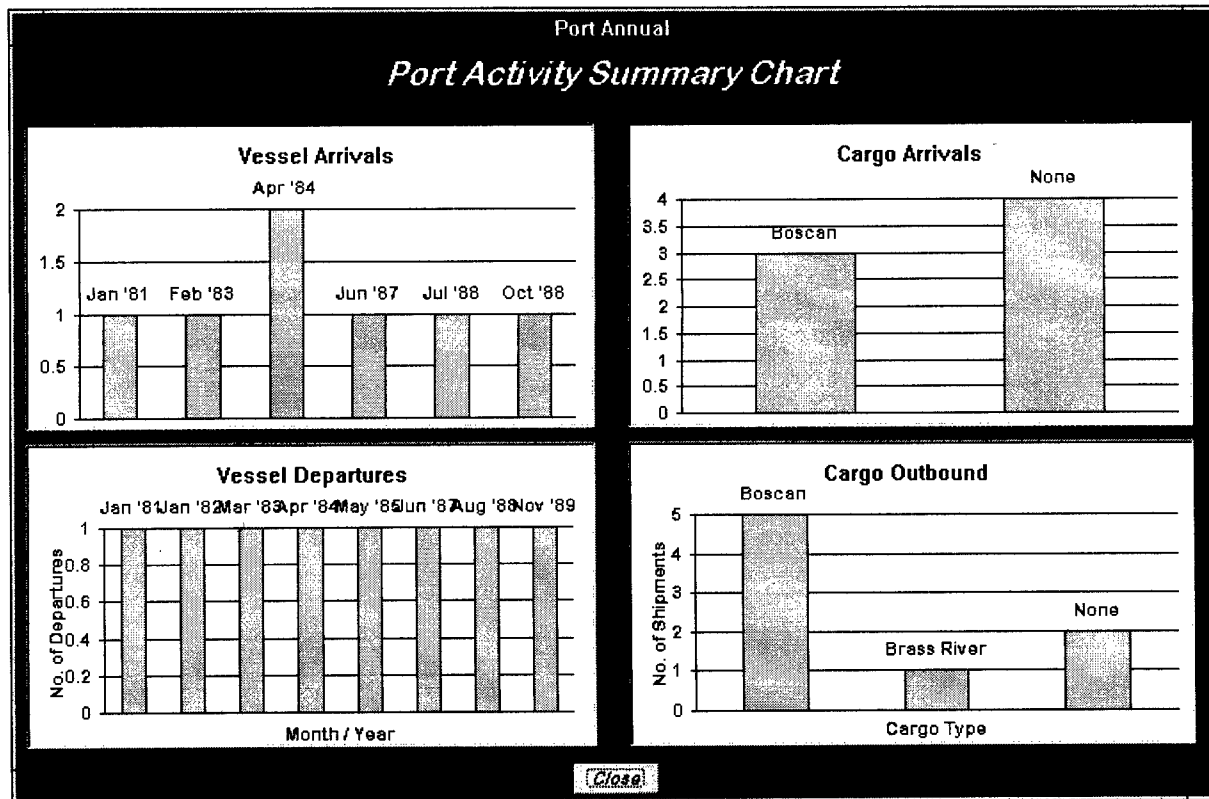 Port Annual
Port Activity Summary Chart
Vessel Arrivals
Apr '84
2
1.5
Jan '81 Feb '83 Jun '87 Jul '88 Oct '88
1
0.5
0
Cargo Arrivals
None
4
3.5
Boscan
3
2.5
2
1.5
1
0.5
0
Vessel Departures
Jan '81 Jan '82 Mar '83 Apr '84 May '85 Jun '87 Aug '88 Nov '89
1
0.8
0.6
0.4
0.2
0
No. of Departures
Month / Year
Cargo Outbound
Boscan
5
4
3
None
2
Brass River
1
0
No. of Shipments
Cargo Type
Close